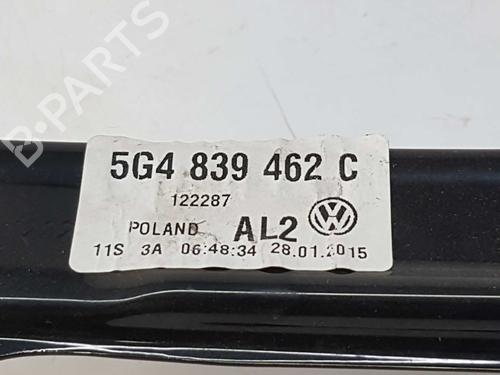 B-PARTS
5G4 839 462 C
122287
POLAND AL2
11S 3A 06:48:34 28.01.2015